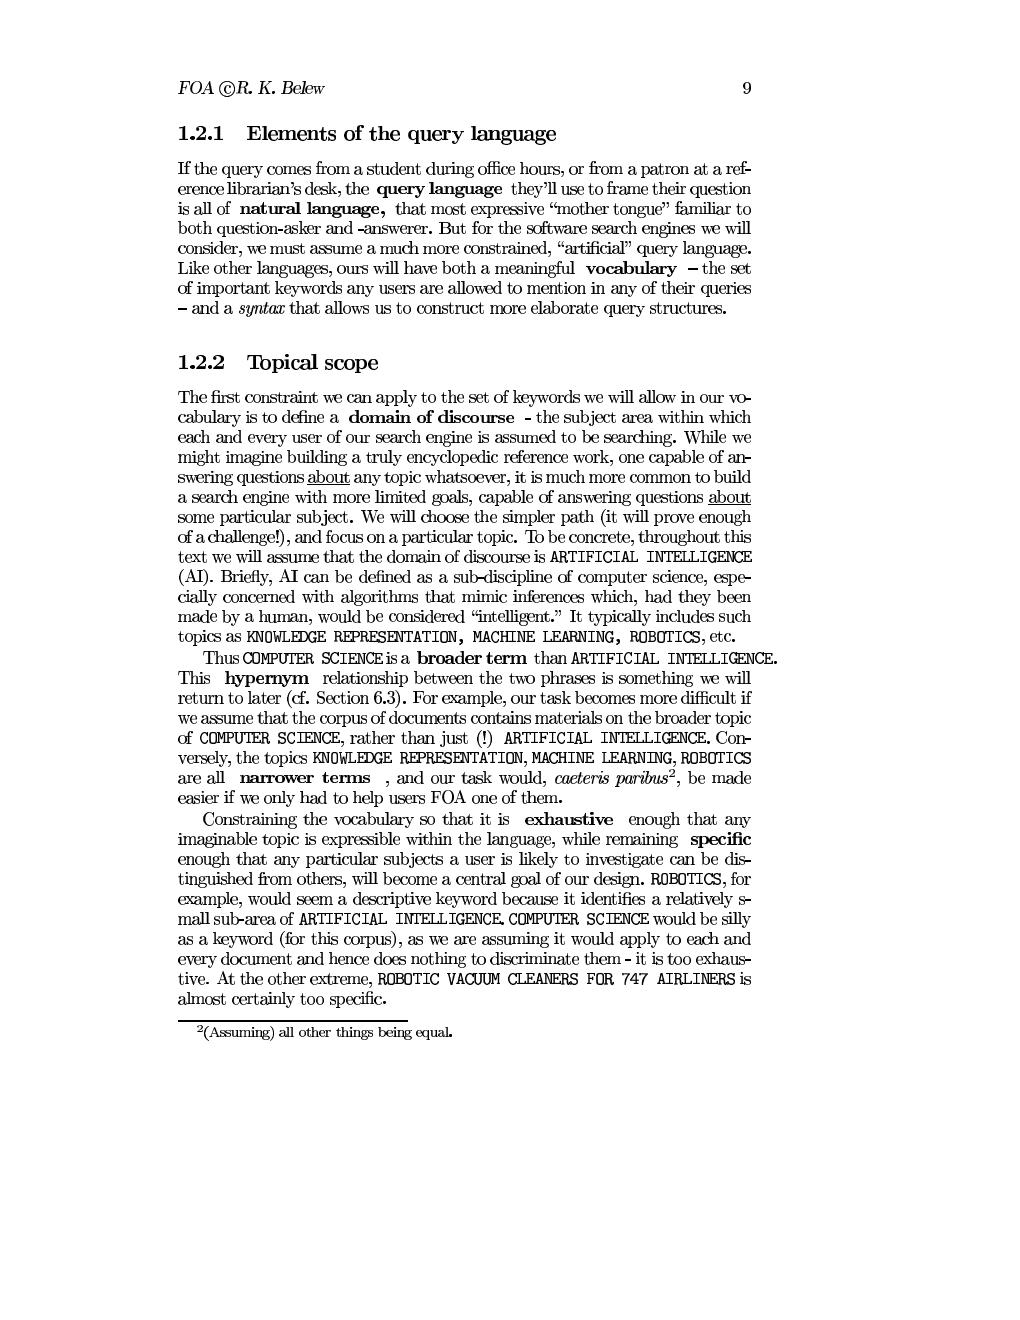 FOA ©R. K. Belew 9
1.2.1 Elements of the query language
If the query comes from a student during office hours, or from a patron at a ref-
erence librarian's desk, the query language they'll use to frame their question
is all of natural language, that most expressive “mother tongue” familiar to
both question-asker and -answerer. But for the software search engines we will
consider, we must assume a much more constrained, “artificial” query language.
Like other languages, ours will have both a meaningful vocabulary – the set
of important keywords any users are allowed to mention in any of their queries
– and a syntax that allows us to construct more elaborate query structures.
1.2.2 Topical scope
The first constraint we can apply to the set of keywords we will allow in our vo-
cabulary is to define a domain of discourse - the subject area within which
each and every user of our search engine is assumed to be searching. While we
might imagine building a truly encyclopedic reference work, one capable of an-
swering questions about any topic whatsoever, it is much more common to build
a search engine with more limited goals, capable of answering questions about
some particular subject. We will choose the simpler path (it will prove enough
of a challenge!), and focus on a particular topic. To be concrete, throughout this
text we will assume that the domain of discourse is ARTIFICIAL INTELLIGENCE
(AI). Briefly, AI can be defined as a sub-discipline of computer science, espe-
cially concerned with algorithms that mimic inferences which, had they been
made by a human, would be considered “intelligent.” It typically includes such
topics as KNOWLEDGE REPRESENTATION, MACHINE LEARNING, ROBOTICS, etc.
Thus COMPUTER SCIENCE is a broader term than ARTIFICIAL INTELLIGENCE.
This hypernym relationship between the two phrases is something we will
return to later (cf. Section 6.3). For example, our task becomes more difficult if
we assume that the corpus of documents contains materials on the broader topic
of COMPUTER SCIENCE, rather than just (!) ARTIFICIAL INTELLIGENCE. Con-
versely, the topics KNOWLEDGE REPRESENTATION, MACHINE LEARNING, ROBOTICS
are all narrower terms , and our task would, caeteris paribus², be made
easier if we only had to help users FOA one of them.
Constraining the vocabulary so that it is exhaustive enough that any
imaginable topic is expressible within the language, while remaining specific
enough that any particular subjects a user is likely to investigate can be dis-
tinguished from others, will become a central goal of our design. ROBOTICS, for
example, would seem a descriptive keyword because it identifies a relatively s-
mall sub-area of ARTIFICIAL INTELLIGENCE. COMPUTER SCIENCE would be silly
as a keyword (for this corpus), as we are assuming it would apply to each and
every document and hence does nothing to discriminate them - it is too exhaus-
tive. At the other extreme, ROBOTIC VACUUM CLEANERS FOR 747 AIRLINERS is
almost certainly too specific.
²(Assuming) all other things being equal.